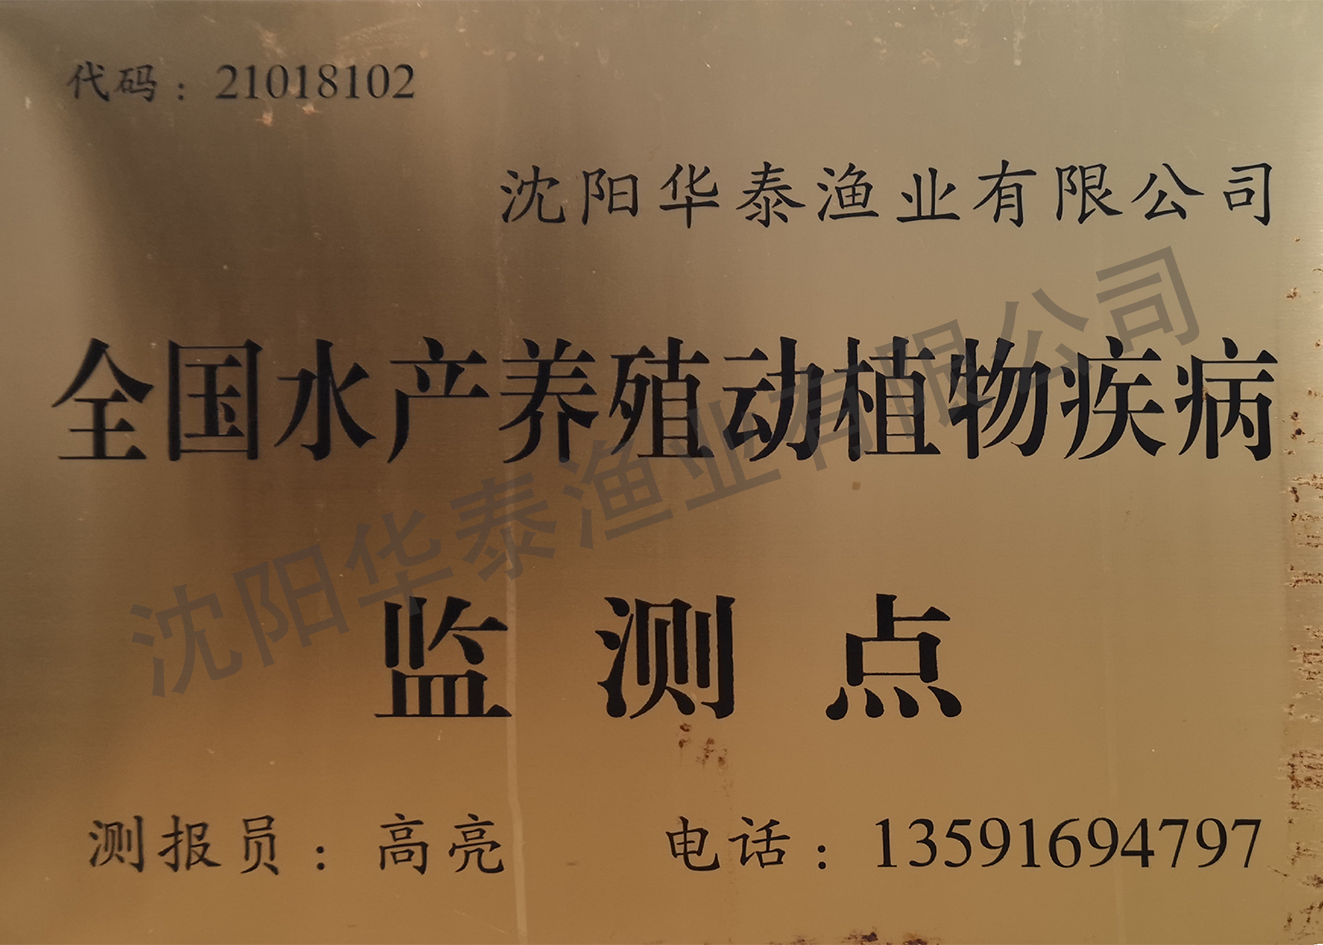 代码：21018102
沈阳华泰渔业有限公司
全国水产养殖动植物疾病
监测点
测报员：高亮 电话：13591694797
沈阳华泰渔业有限公司